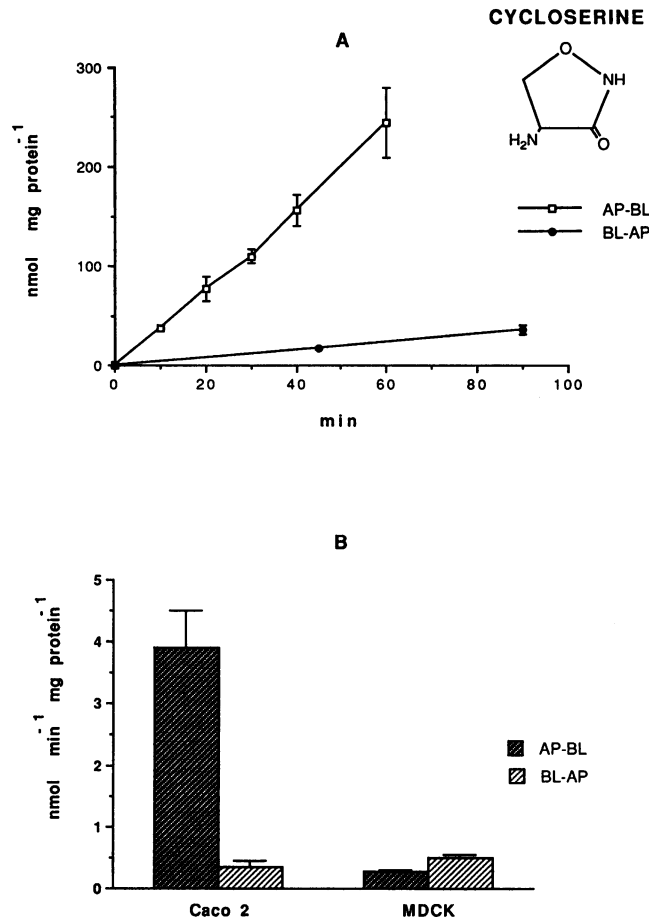 CYCLOSERINE
A
O
NH
H₂N
O
nmol mg protein⁻¹
300
200
100
0
0 20 40 60 80 100
min
AP-BL
BL-AP
B
nmol min⁻¹ mg protein⁻¹
5
4
3
2
1
0
Caco 2 MDCK
AP-BL
BL-AP